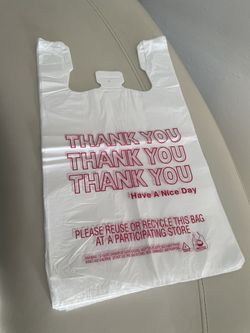 THANK YOU
THANK YOU
THANK YOU
Have A Nice Day
PLEASE REUSE OR RECYCLE THIS BAG
AT A PARTICIPATING STORE